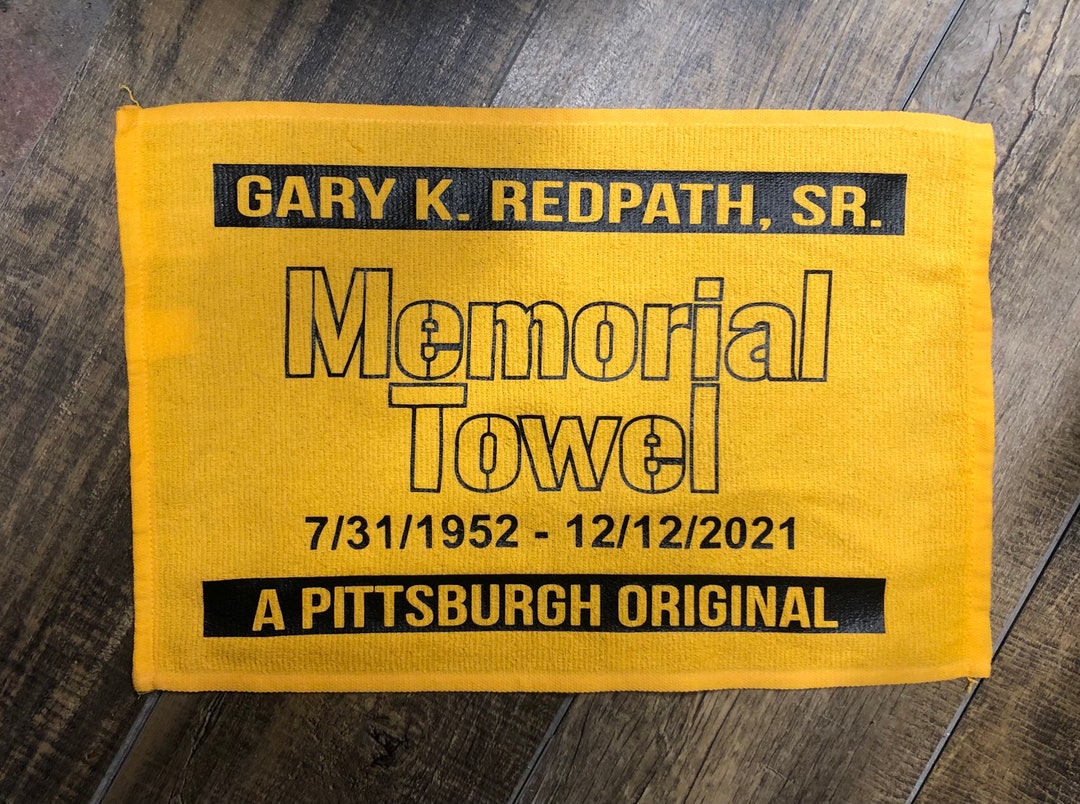 GARY K. REDPATH, SR.
Memorial
Towel
7/31/1952 - 12/12/2021
A PITTSBURGH ORIGINAL